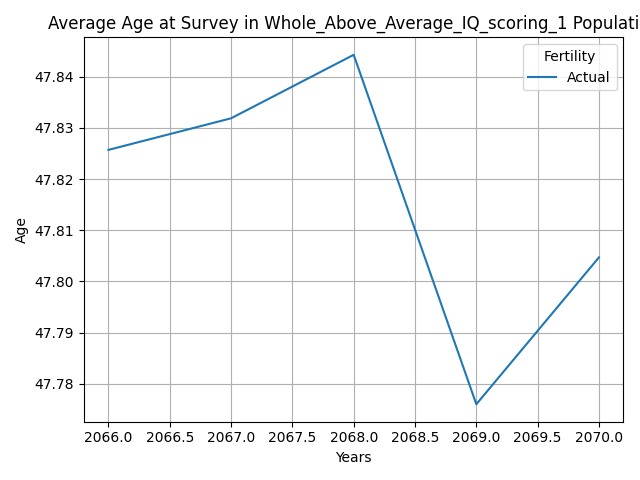 Average Age at Survey in Whole_Above_Average_IQ_scoring_1 Populati
Fertility
Actual
47.84
47.83
47.82
47.81
47.80
47.79
47.78
Age
2066.0 2066.5 2067.0 2067.5 2068.0 2068.5 2069.0 2069.5 2070.0
Years